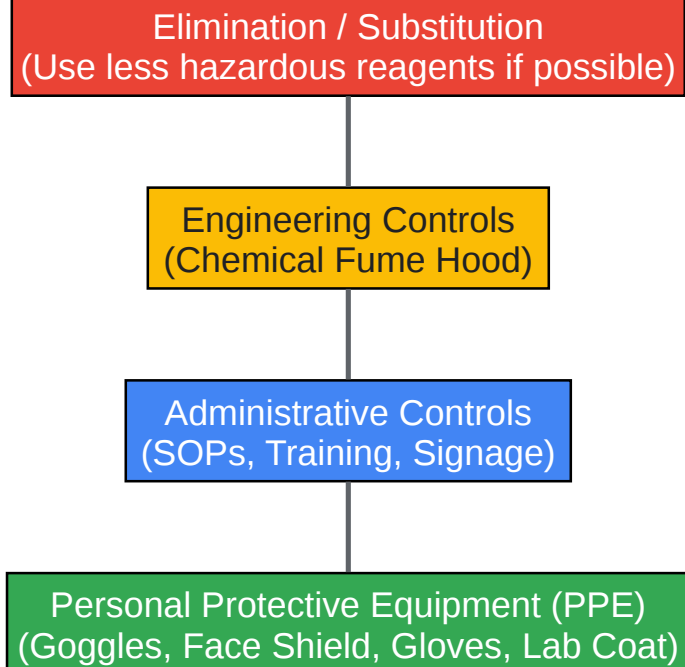 Elimination / Substitution
(Use less hazardous reagents if possible)
Engineering Controls
(Chemical Fume Hood)
Administrative Controls
(SOPs, Training, Signage)
Personal Protective Equipment (PPE)
(Goggles, Face Shield, Gloves, Lab Coat)